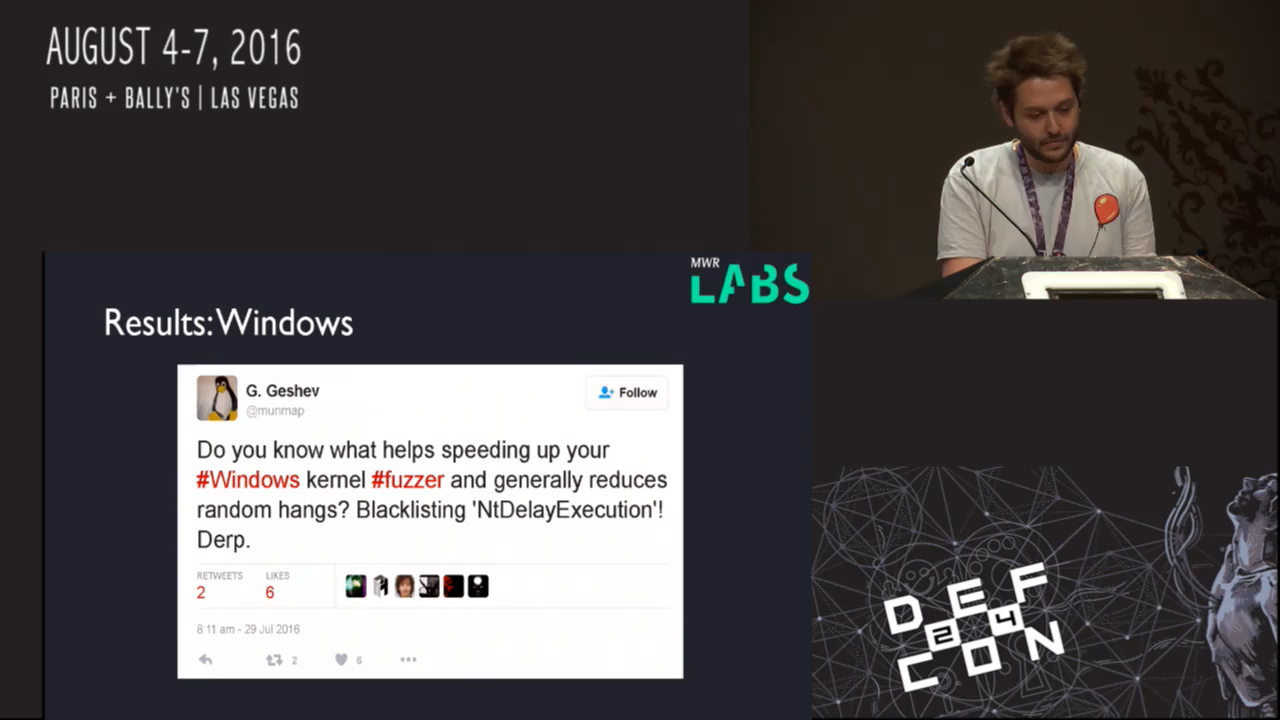 AUGUST 4-7, 2016
PARIS + BALLY'S | LAS VEGAS
MWR
LABS
Results: Windows
G. Geshev
@munmap
Follow
Do you know what helps speeding up your
#Windows kernel #fuzzer and generally reduces
random hangs? Blacklisting 'NtDelayExecution'!
Derp.
RETWEETS
2
LIKES
6
8:11 am - 29 Jul 2016
2
6
DEF
24
CON